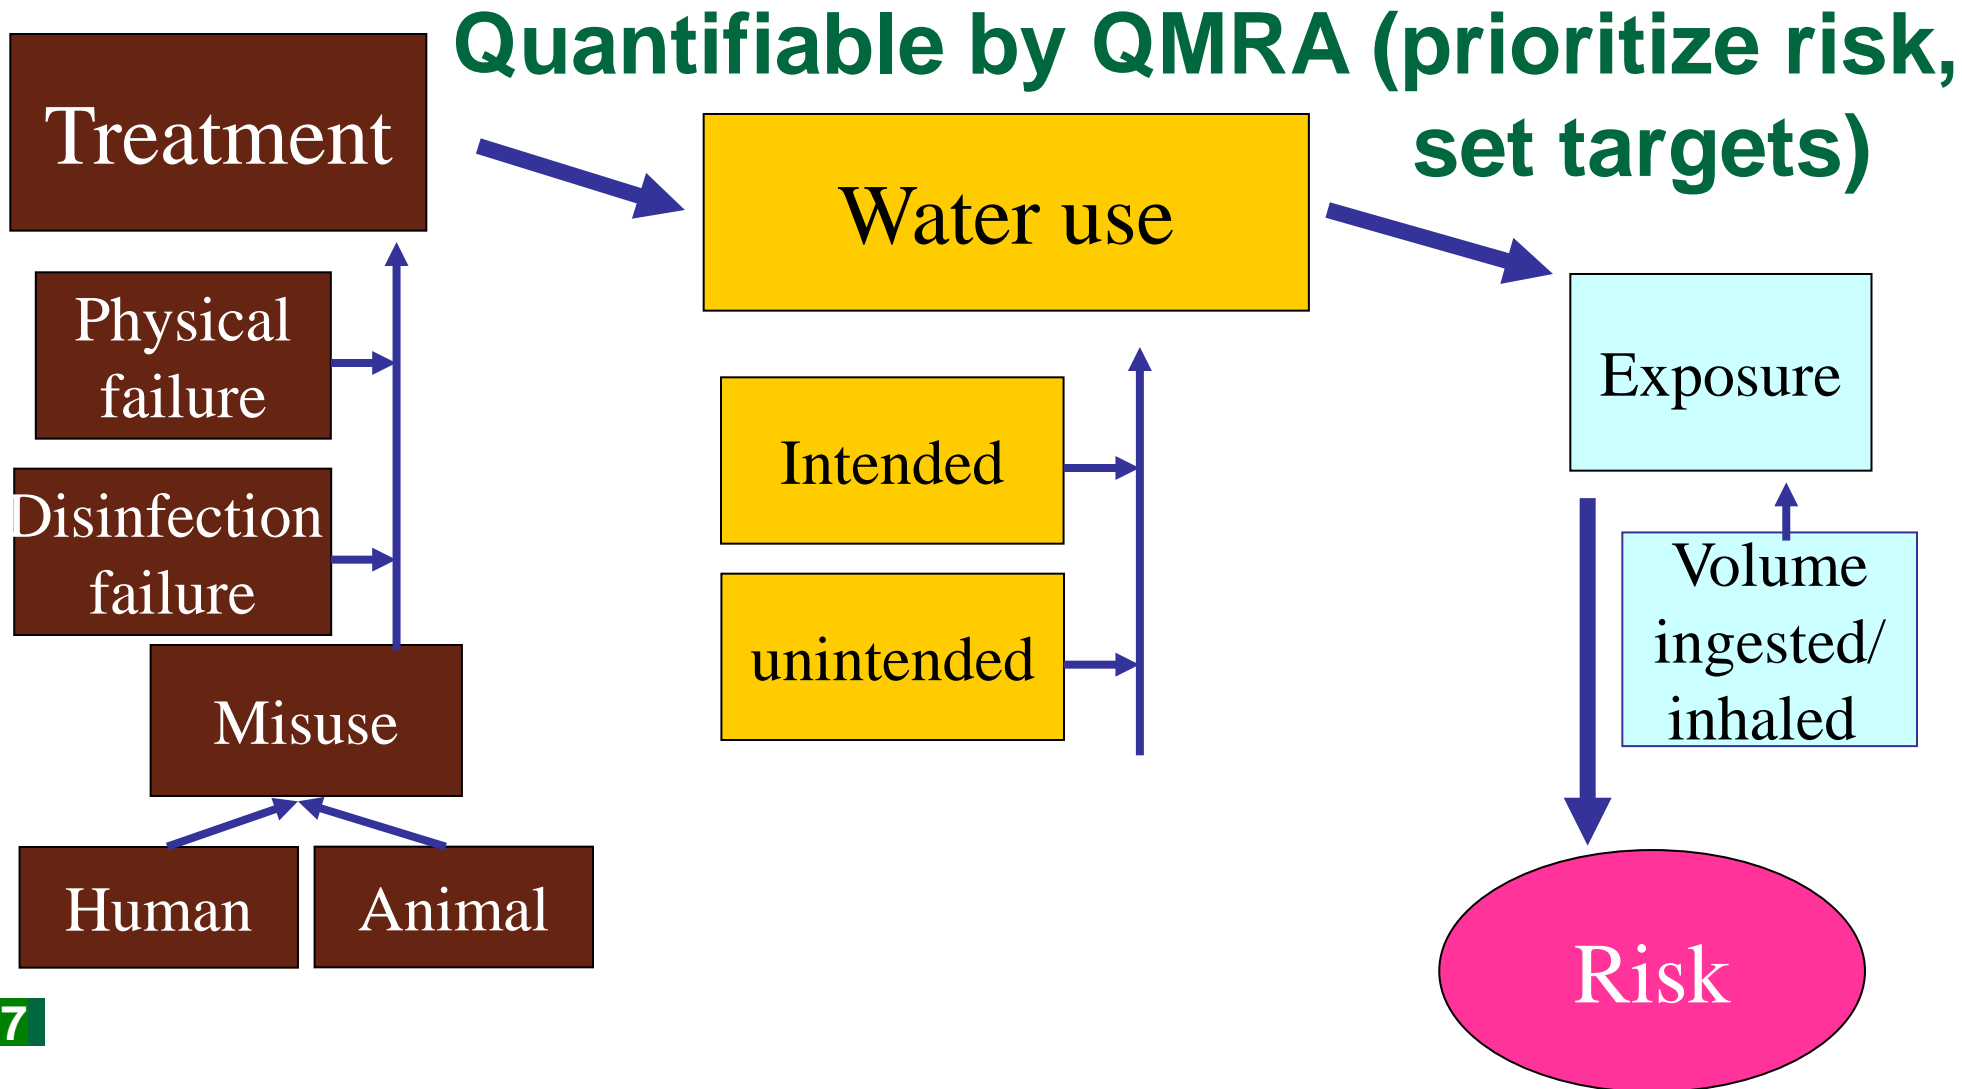 Quantifiable by QMRA (prioritize risk,
set targets)
Treatment
Physical
failure
Disinfection
failure
Misuse
Human
Animal
Water use
Intended
unintended
Exposure
Volume
ingested/
inhaled
Risk
7